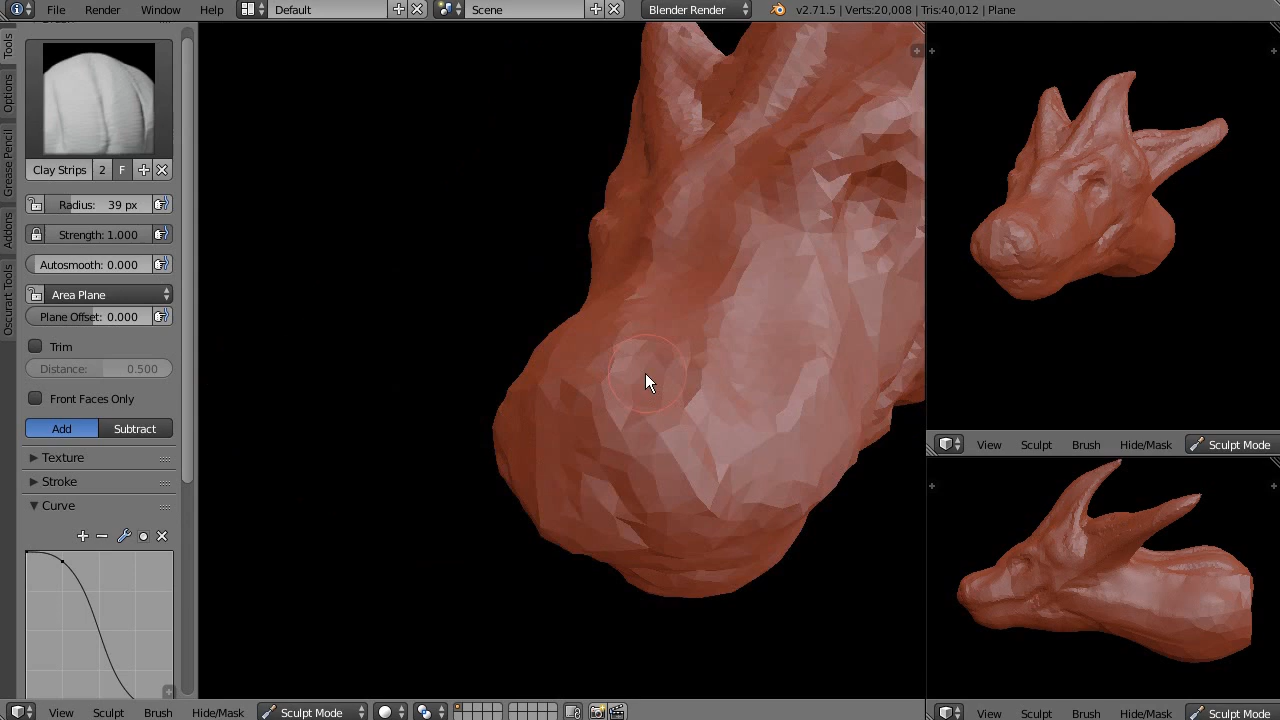 File Render Window Help Default Scene Blender Render v2.71.5 | Verts:20,008 | Tris:40,012 | Plane
Tools
Options
Grease Pencil
Addons
Oscurart Tools
Clay Strips 2 F
Radius: 39 px
Strength: 1.000
Autosmooth: 0.000
Area Plane
Plane Offset: 0.000
Trim
Distance: 0.500
Front Faces Only
Add Subtract
Texture
Stroke
Curve
View Sculpt Brush Hide/Mask Sculpt Mode
View Sculpt Brush Hide/Mask Sculpt Mode
View Sculpt Brush Hide/Mask Sculpt Mode